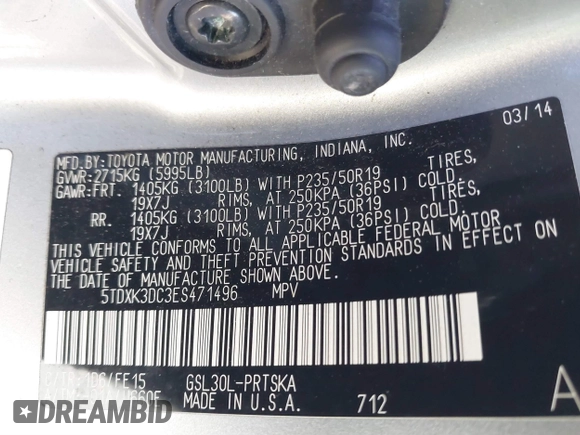 03/14
MFD.BY:TOYOTA MOTOR MANUFACTURING, INDIANA, INC.
GVWR:2715KG (5995LB)
GAWR:FRT. 1405KG (3100LB) WITH P235/50R19 TIRES,
19X7J RIMS, AT 250KPA (36PSI) COLD.
RR. 1405KG (3100LB) WITH P235/50R19 TIRES,
19X7J RIMS, AT 250KPA (36PSI) COLD.
THIS VEHICLE CONFORMS TO ALL APPLICABLE FEDERAL MOTOR
VEHICLE SAFETY AND THEFT PREVENTION STANDARDS IN EFFECT ON
THE DATE OF MANUFACTURE SHOWN ABOVE.
5TDXK3DC3ES471496 MPV
/FE15 GSL30L-PRTSKA
MADE IN U.S.A. 712 A
RIDESAFELY